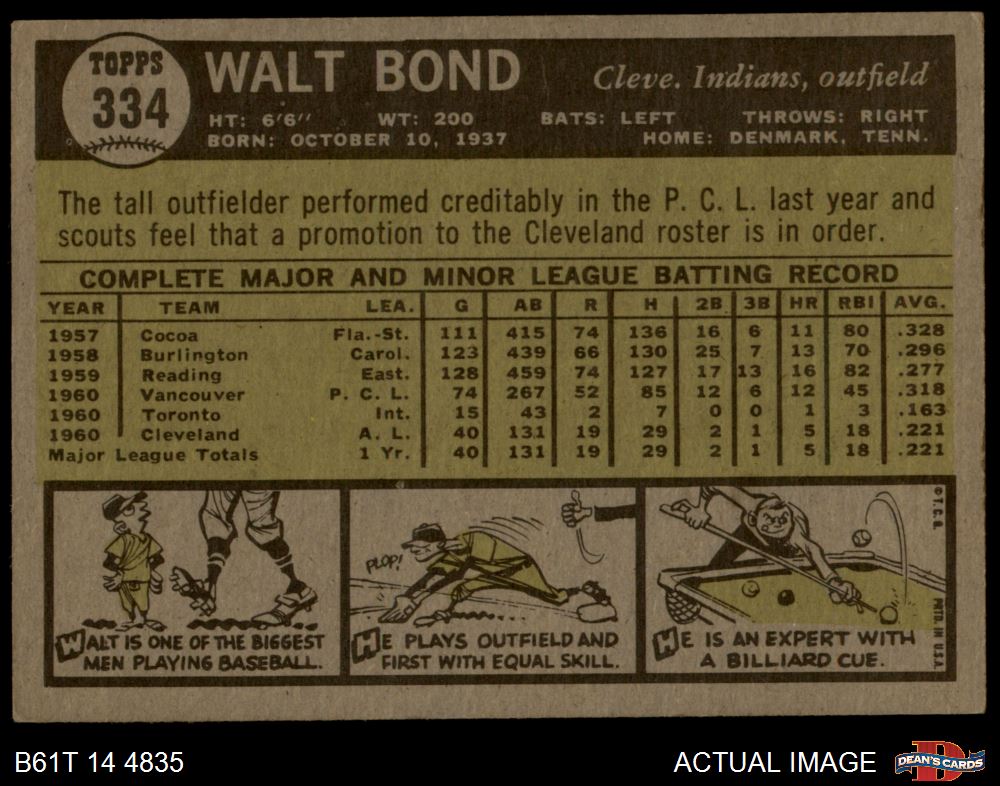 TOPPS
334
WALT BOND
Cleve. Indians, outfield
HT: 6'6" WT: 200 BATS: LEFT THROWS: RIGHT
BORN: OCTOBER 10, 1937 HOME: DENMARK, TENN.
The tall outfielder performed creditably in the P. C. L. last year and
scouts feel that a promotion to the Cleveland roster is in order.
COMPLETE MAJOR AND MINOR LEAGUE BATTING RECORD
YEAR TEAM LEA. G AB R H 2B 3B HR RBI AVG.
1957 Cocoa Fla.-St. 111 415 74 136 16 6 11 80 .328
1958 Burlington Carol. 123 439 66 130 25 7 13 70 .296
1959 Reading East. 128 459 74 127 17 13 16 82 .277
1960 Vancouver P. C. L. 74 267 52 85 12 6 12 45 .318
1960 Toronto Int. 15 43 2 7 0 0 1 3 .163
1960 Cleveland A. L. 40 131 19 29 2 1 5 18 .221
Major League Totals 1 Yr. 40 131 19 29 2 1 5 18 .221
WALT IS ONE OF THE BIGGEST
MEN PLAYING BASEBALL.
PLOP!
HE PLAYS OUTFIELD AND
FIRST WITH EQUAL SKILL.
HE IS AN EXPERT WITH
A BILLIARD CUE.
© T. C. G.
PRTD. IN U.S.A.
B61T 14 4835
ACTUAL IMAGE
D
DEAN'S CARDS